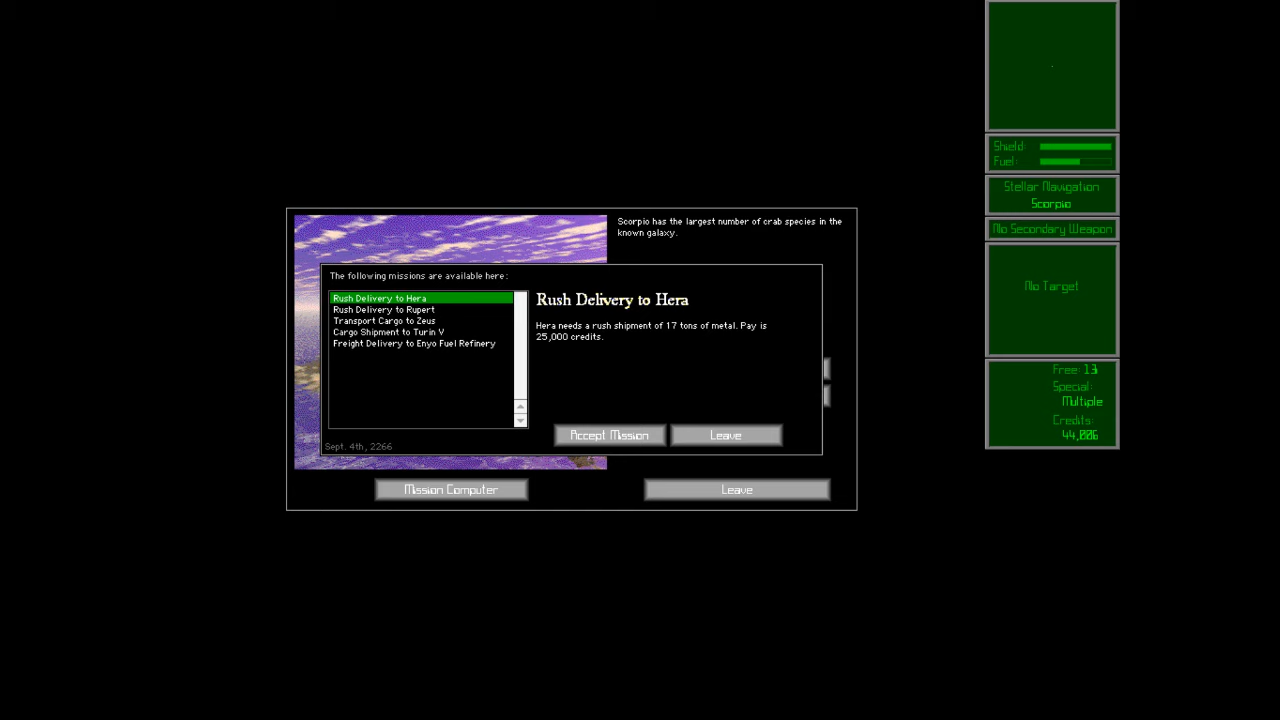 Scorpio has the largest number of crab species in the
known galaxy.
The following missions are available here:
Rush Delivery to Hera
Rush Delivery to Rupert
Transport Cargo to Zeus
Cargo Shipment to Turin V
Freight Delivery to Enyo Fuel Refinery
Rush Delivery to Hera
Hera needs a rush shipment of 17 tons of metal. Pay is
25,000 credits.
Accept Mission
Leave
Sept. 4th, 2266
Mission Computer
Leave
Shield:
Fuel:
Stellar Navigation
Scorpio
No Secondary Weapon
No Target
Free: 13
Special:
Multiple
Credits:
44,006